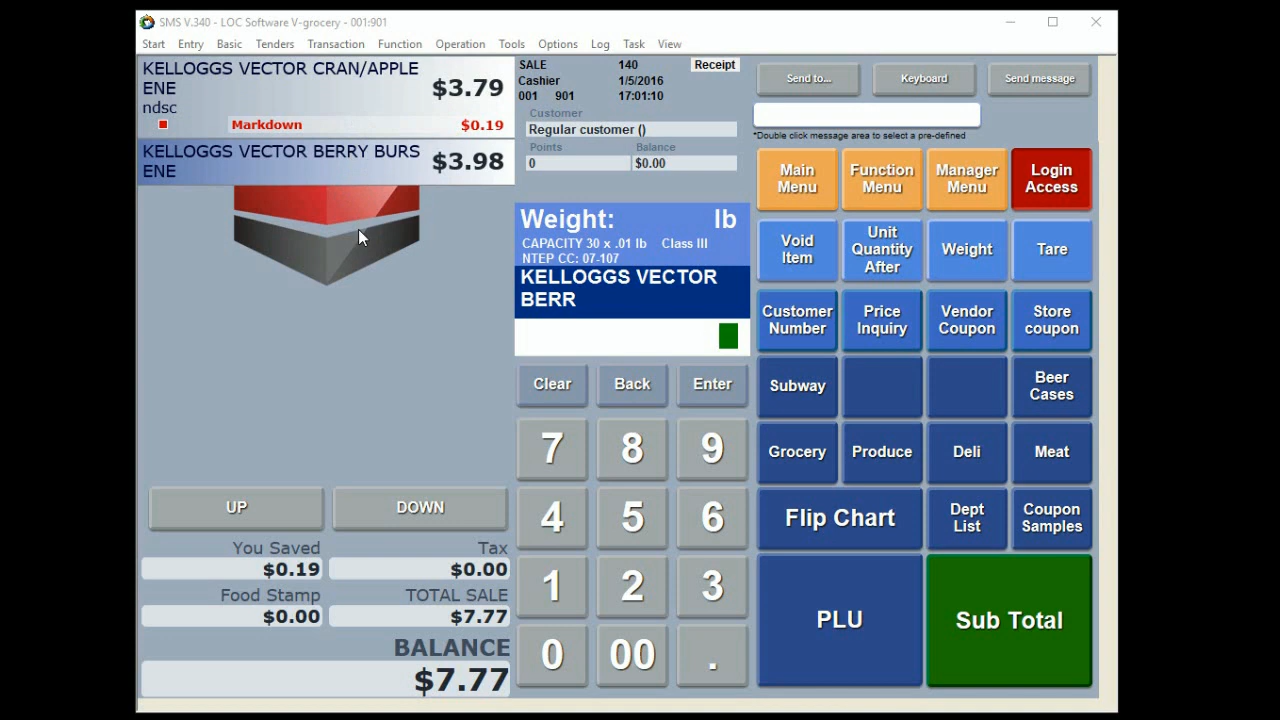 SMS V.340 - LOC Software V-grocery - 001:901
Start Entry Basic Tenders Transaction Function Operation Tools Options Log Task View
KELLOGGS VECTOR CRAN/APPLE
ENE
$3.79
ndsc
Markdown $0.19
KELLOGGS VECTOR BERRY BURS
ENE
$3.98
UP DOWN
You Saved Tax
$0.19 $0.00
Food Stamp TOTAL SALE
$0.00 $7.77
BALANCE
$7.77
SALE 140 Receipt
Cashier 1/5/2016
001 901 17:01:10
Customer
Regular customer ()
Points Balance
0 $0.00
Weight: lb
CAPACITY 30 x .01 lb Class III
NTEP CC: 07-107
KELLOGGS VECTOR
BERR
Clear Back Enter
7 8 9
4 5 6
1 2 3
0 00 .
Send to... Keyboard Send message
*Double click message area to select a pre-defined
Main
Menu
Function
Menu
Manager
Menu
Login
Access
Void
Item
Unit
Quantity
After
Weight
Tare
Customer
Number
Price
Inquiry
Vendor
Coupon
Store
coupon
Subway
Beer
Cases
Grocery
Produce
Deli
Meat
Flip Chart
Dept
List
Coupon
Samples
PLU
Sub Total